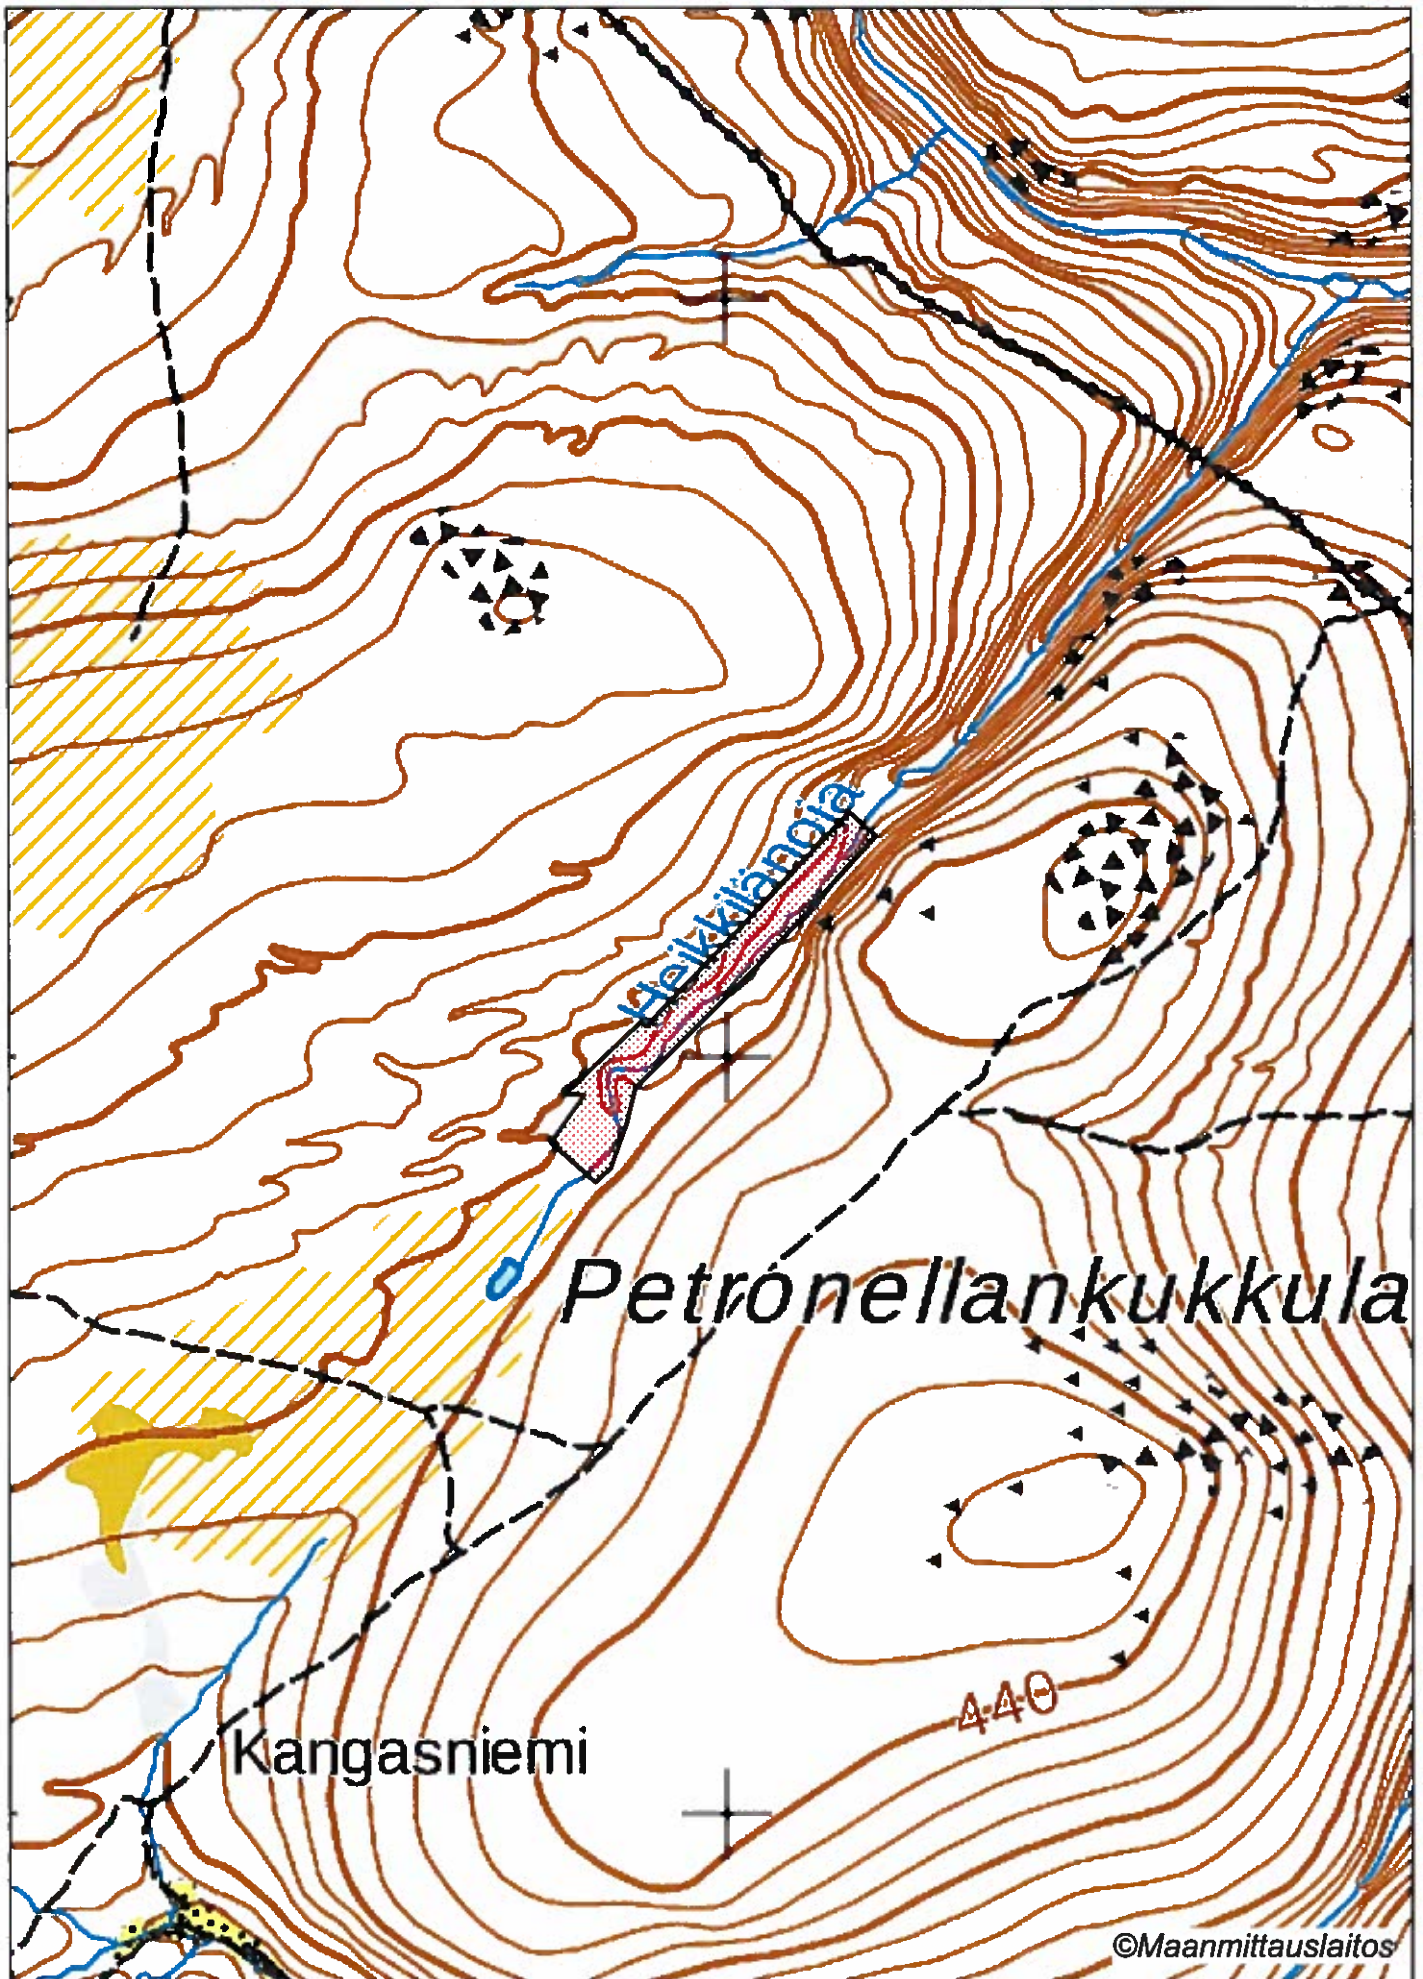 Heikkilänoja
Petronellankukkula
440
Kangasniemi
©Maanmittauslaitos